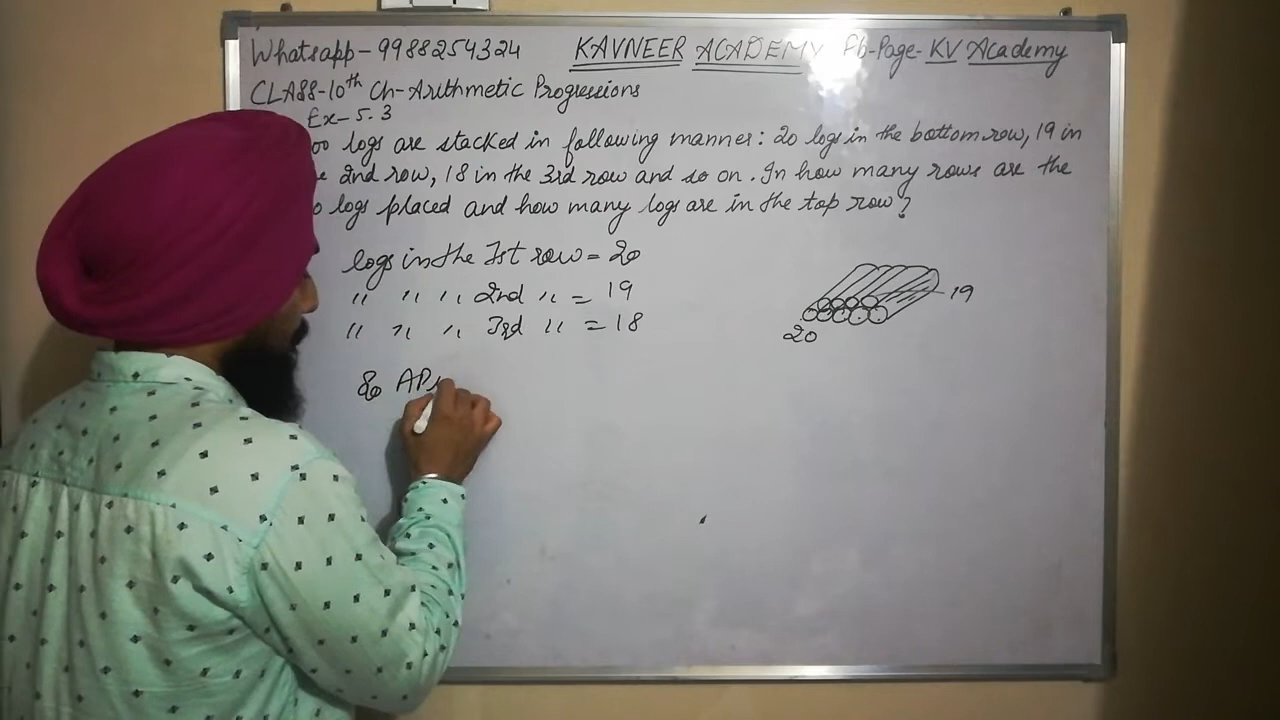 Whatsapp-9988254324 KAVNEER ACADEMY Fb-Page-KV Academy
CLASS-10th Ch-Arithmetic Progressions
Ex-5.3
00 logs are stacked in following manner: 20 logs in the bottom row, 19 in
e 2nd row, 18 in the 3rd row and so on. In how many rows are the
0 logs placed and how many logs are in the top row?
logs in the 1st row = 20
" " " 2nd " = 19
" " " 3rd " = 18
19
20
So AP